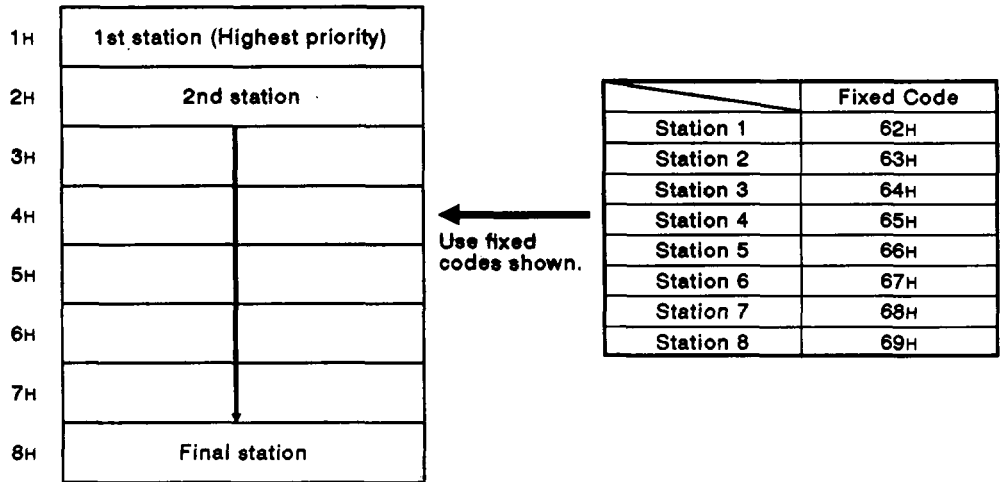 1H 1st station (Highest priority)
2H 2nd station
3H
4H
5H
6H
7H
8H Final station
Use fixed
codes shown.
Fixed Code
Station 1 62H
Station 2 63H
Station 3 64H
Station 4 65H
Station 5 66H
Station 6 67H
Station 7 68H
Station 8 69H